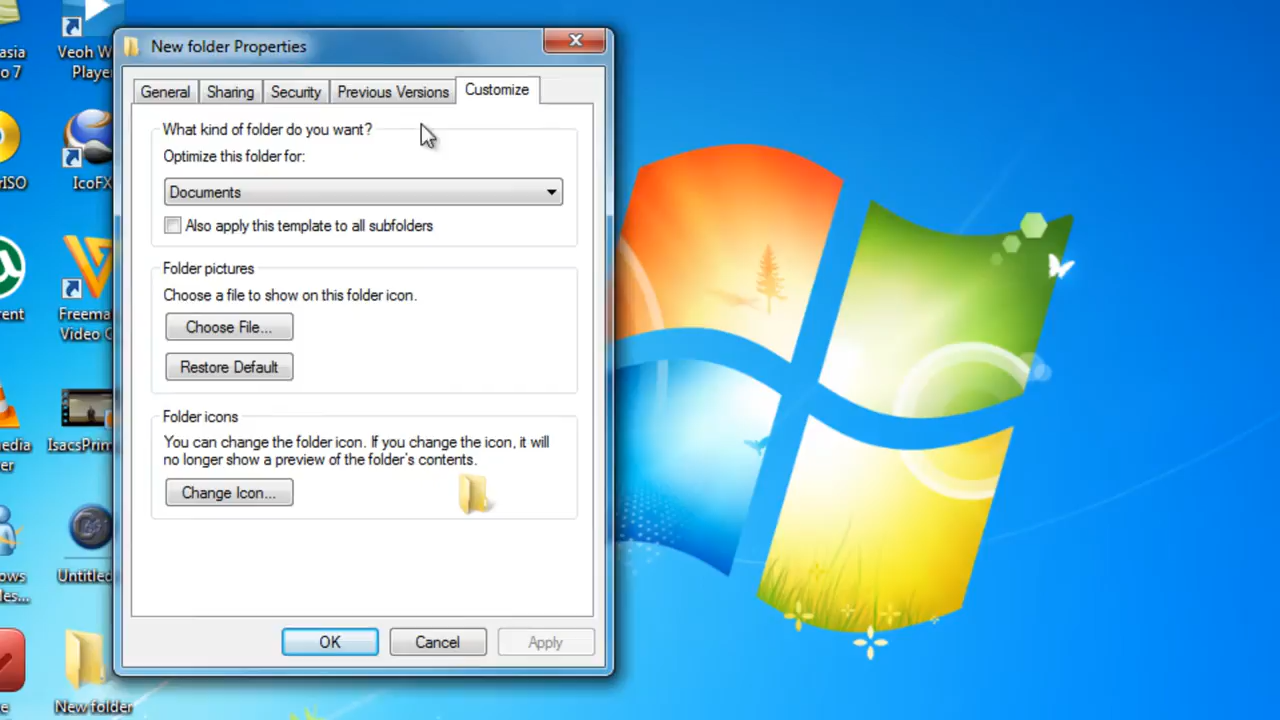 asia
o 7
Veoh W
Playe
New folder Properties
General
Sharing
Security
Previous Versions
Customize
What kind of folder do you want?
Optimize this folder for:
Documents
Also apply this template to all subfolders
rISO
IcoFX
Folder pictures
Choose a file to show on this folder icon.
Choose File...
Restore Default
rent
Freema
Video C
Folder icons
You can change the folder icon. If you change the icon, it will
no longer show a preview of the folder's contents.
Change Icon...
edia
er
IsacsPrim
ows
les...
Untitled
OK
Cancel
Apply
e
New folder